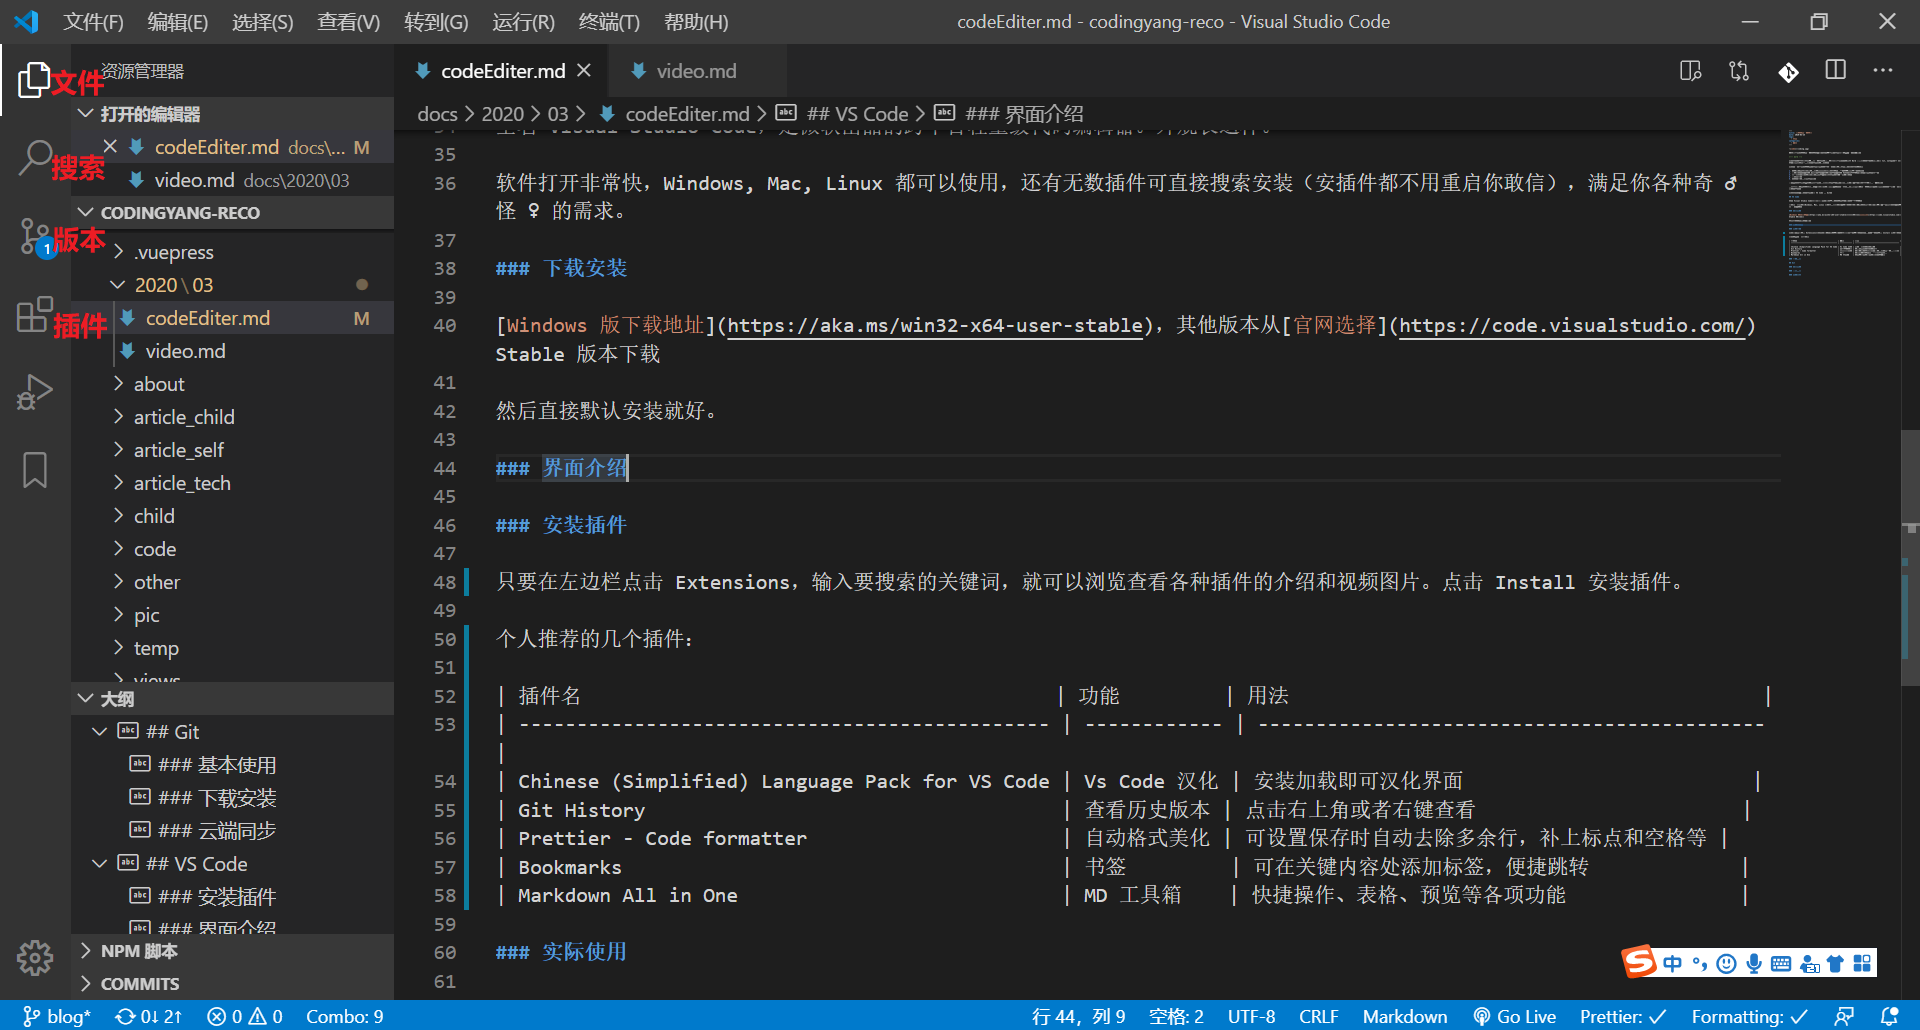 文件(F) 编辑(E) 选择(S) 查看(V) 转到(G) 运行(R) 终端(T) 帮助(H) codeEditer.md - codingyang-reco - Visual Studio Code
文件
搜索
版本
1
插件
资源管理器
打开的编辑器
codeEditer.md docs\... M
video.md docs\2020\03
CODINGYANG-RECO
.vuepress
2020 \ 03
codeEditer.md M
video.md
about
article_child
article_self
article_tech
child
code
other
pic
temp
views
大纲
## Git
### 基本使用
### 下载安装
### 云端同步
## VS Code
### 安装插件
### 界面介绍
NPM 脚本
COMMITS
codeEditer.md video.md
docs > 2020 > 03 > codeEditer.md > ## VS Code > ### 界面介绍
35
36 软件打开非常快，Windows, Mac, Linux 都可以使用，还有无数插件可直接搜索安装（安插件都不用重启你敢信），满足你各种奇 ♂
怪 ♀ 的需求。
37
38 ### 下载安装
39
40 [Windows 版下载地址](https://aka.ms/win32-x64-user-stable)，其他版本从[官网选择](https://code.visualstudio.com/)
Stable 版本下载
41
42 然后直接默认安装就好。
43
44 ### 界面介绍
45
46 ### 安装插件
47
48 只要在左边栏点击 Extensions，输入要搜索的关键词，就可以浏览查看各种插件的介绍和视频图片。点击 Install 安装插件。
49
50 个人推荐的几个插件：
51
52 | 插件名 | 功能 | 用法 |
53 | ---------------------------------------------- | ------------ | --------------------------------------------
|
54 | Chinese (Simplified) Language Pack for VS Code | Vs Code 汉化 | 安装加载即可汉化界面 |
55 | Git History | 查看历史版本 | 点击右上角或者右键查看 |
56 | Prettier - Code formatter | 自动格式美化 | 可设置保存时自动去除多余行，补上标点和空格等 |
57 | Bookmarks | 书签 | 可在关键内容处添加标签，便捷跳转 |
58 | Markdown All in One | MD 工具箱 | 快捷操作、表格、预览等各项功能 |
59
60 ### 实际使用
61
S 中
blog* 0↓ 2↑ 0 0 Combo: 9 行 44，列 9 空格: 2 UTF-8 CRLF Markdown Go Live Prettier: ✓ Formatting: ✓